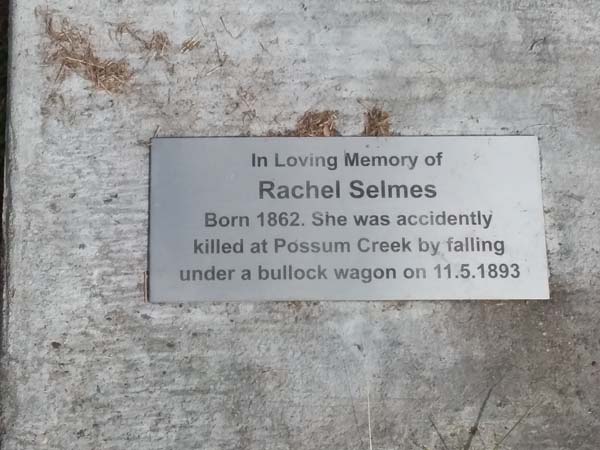 In Loving Memory of
Rachel Selmes
Born 1862. She was accidently
killed at Possum Creek by falling
under a bullock wagon on 11.5.1893